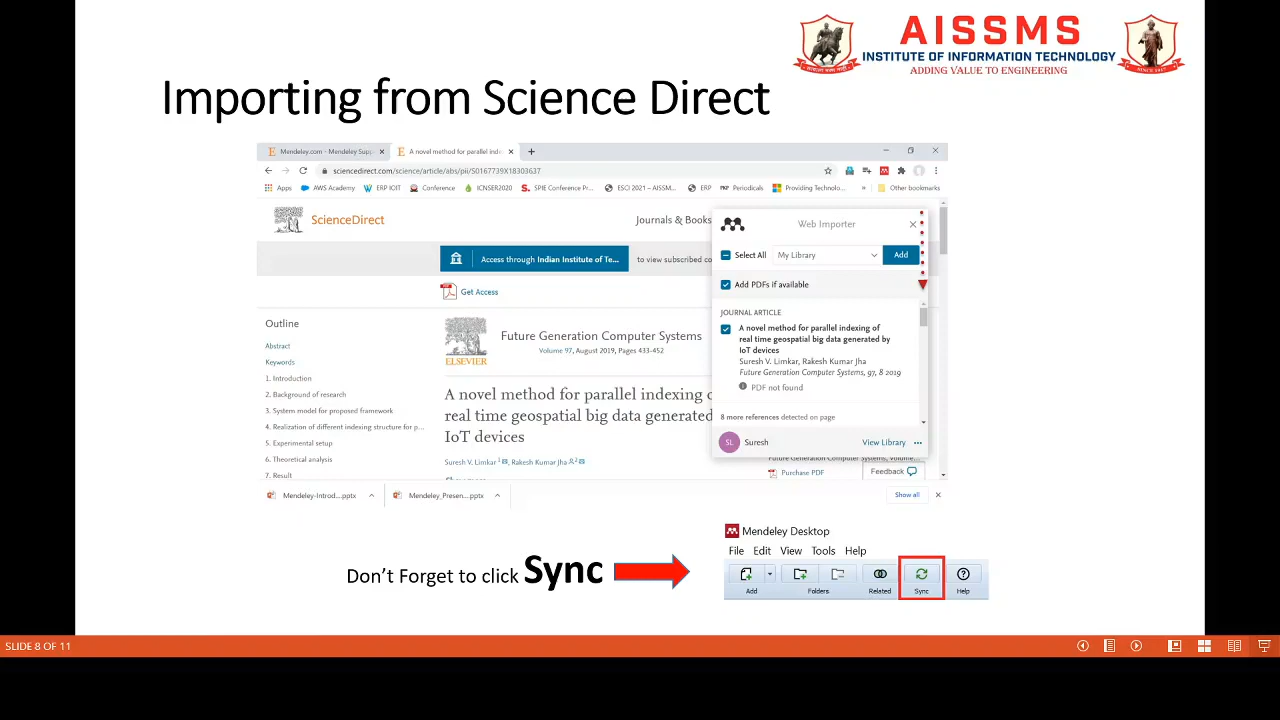 AISSMS
INSTITUTE OF INFORMATION TECHNOLOGY
ADDING VALUE TO ENGINEERING
Importing from Science Direct
Mendeley.com - Mendeley Supp
A novel method for parallel inde
sciencedirect.com/science/article/abs/pii/S0167739X18303637
Apps AWS Academy ERP IOIT Conference ICNSER2020 SPIE Conference Pr... ESCI 2021 – AISSM... ERP Periodicals Providing Technolo... » Other bookmarks
ScienceDirect
Journals & Books
Access through Indian Institute of Te...
to view subscribed co
Get Access
Outline
Abstract
Keywords
1. Introduction
2. Background of research
3. System model for proposed framework
4. Realization of different indexing structure for p...
5. Experimental setup
6. Theoretical analysis
7. Result
ELSEVIER
Future Generation Computer Systems
Volume 97, August 2019, Pages 433-452
A novel method for parallel indexing o
real time geospatial big data generated
IoT devices
Suresh V. Limkar 1, Rakesh Kumar Jha 2
Web Importer
Select All My Library Add
Add PDFs if available
JOURNAL ARTICLE
A novel method for parallel indexing of
real time geospatial big data generated by
IoT devices
Suresh V. Limkar, Rakesh Kumar Jha
Future Generation Computer Systems, 97, 8 2019
PDF not found
8 more references detected on page
SL Suresh View Library
Purchase PDF
Feedback
Mendeley-Introd....pptx
Mendeley_Presen....pptx
Show all
Don't Forget to click Sync
Mendeley Desktop
File Edit View Tools Help
Add Folders Related Sync Help
SLIDE 8 OF 11